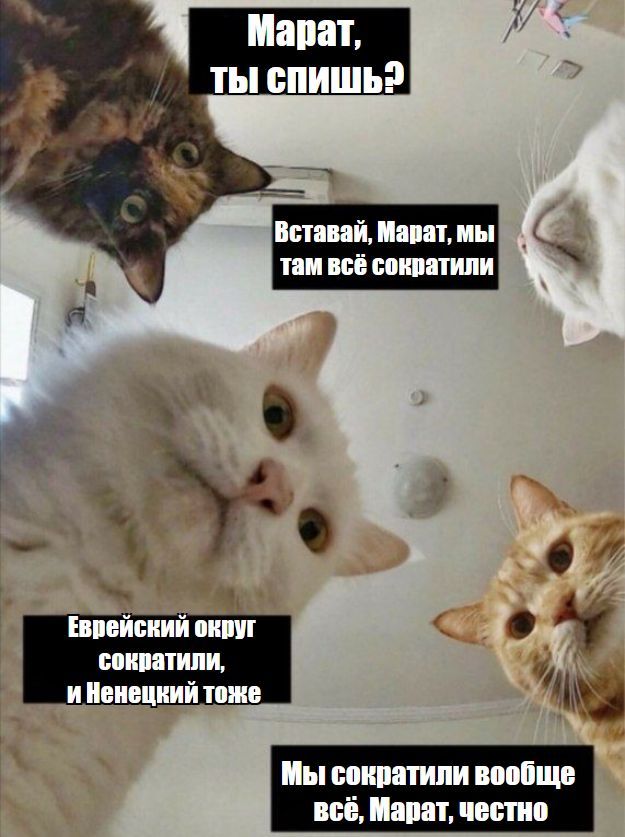 Марат,
ты спишь?
Вставай, Марат, мы
там всё сократили
Еврейский округ
сократили,
и Ненецкий тоже
Мы сократили вообще
всё, Марат, честно